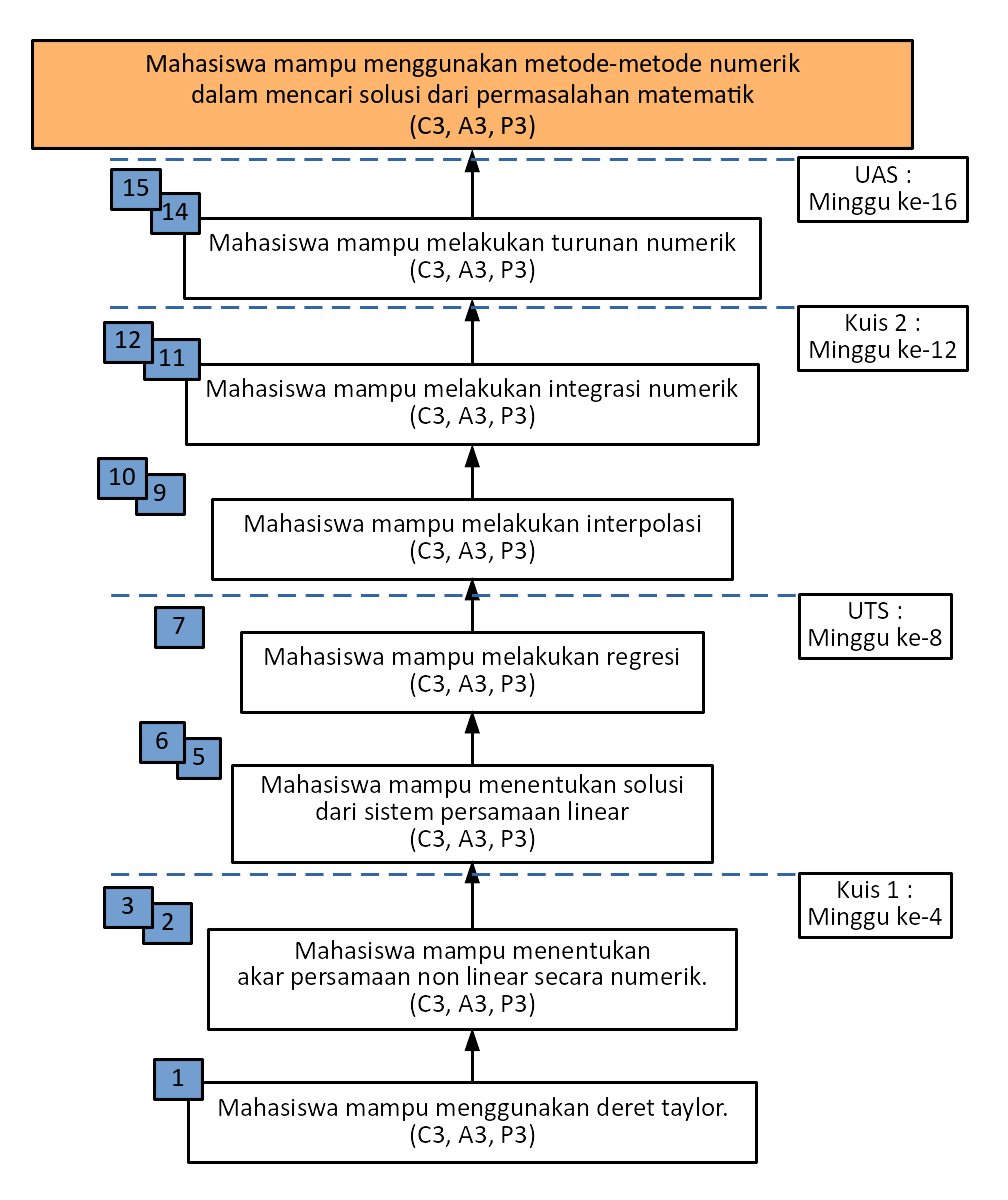 Mahasiswa mampu menggunakan metode-metode numerik
dalam mencari solusi dari permasalahan matematik
(C3, A3, P3)
15
14
UAS :
Minggu ke-16
Mahasiswa mampu melakukan turunan numerik
(C3, A3, P3)
12
11
Kuis 2 :
Minggu ke-12
Mahasiswa mampu melakukan integrasi numerik
(C3, A3, P3)
10
9
Mahasiswa mampu melakukan interpolasi
(C3, A3, P3)
7
UTS :
Minggu ke-8
Mahasiswa mampu melakukan regresi
(C3, A3, P3)
6
5
Mahasiswa mampu menentukan solusi
dari sistem persamaan linear
(C3, A3, P3)
3
2
Kuis 1 :
Minggu ke-4
Mahasiswa mampu menentukan
akar persamaan non linear secara numerik.
(C3, A3, P3)
1
Mahasiswa mampu menggunakan deret taylor.
(C3, A3, P3)